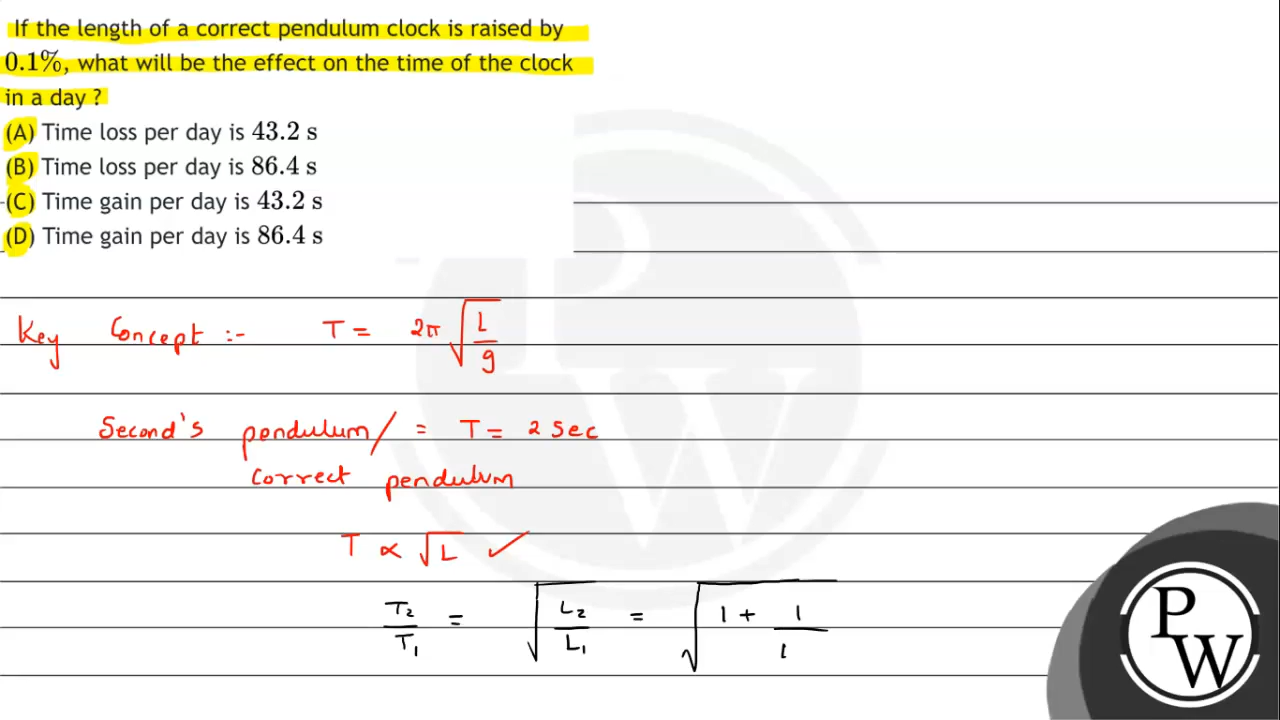 If the length of a correct pendulum clock is raised by
0.1%, what will be the effect on the time of the clock
in a day ?
(A) Time loss per day is 43.2 s
(B) Time loss per day is 86.4 s
(C) Time gain per day is 43.2 s
(D) Time gain per day is 86.4 s
Key Concept :- T = 2π √(L/g)
Second's pendulum/ = T = 2 sec
correct pendulum
T ∝ √L ✓
T₂/T₁ = √(L₂/L₁) = √(1 + 1/1
PW